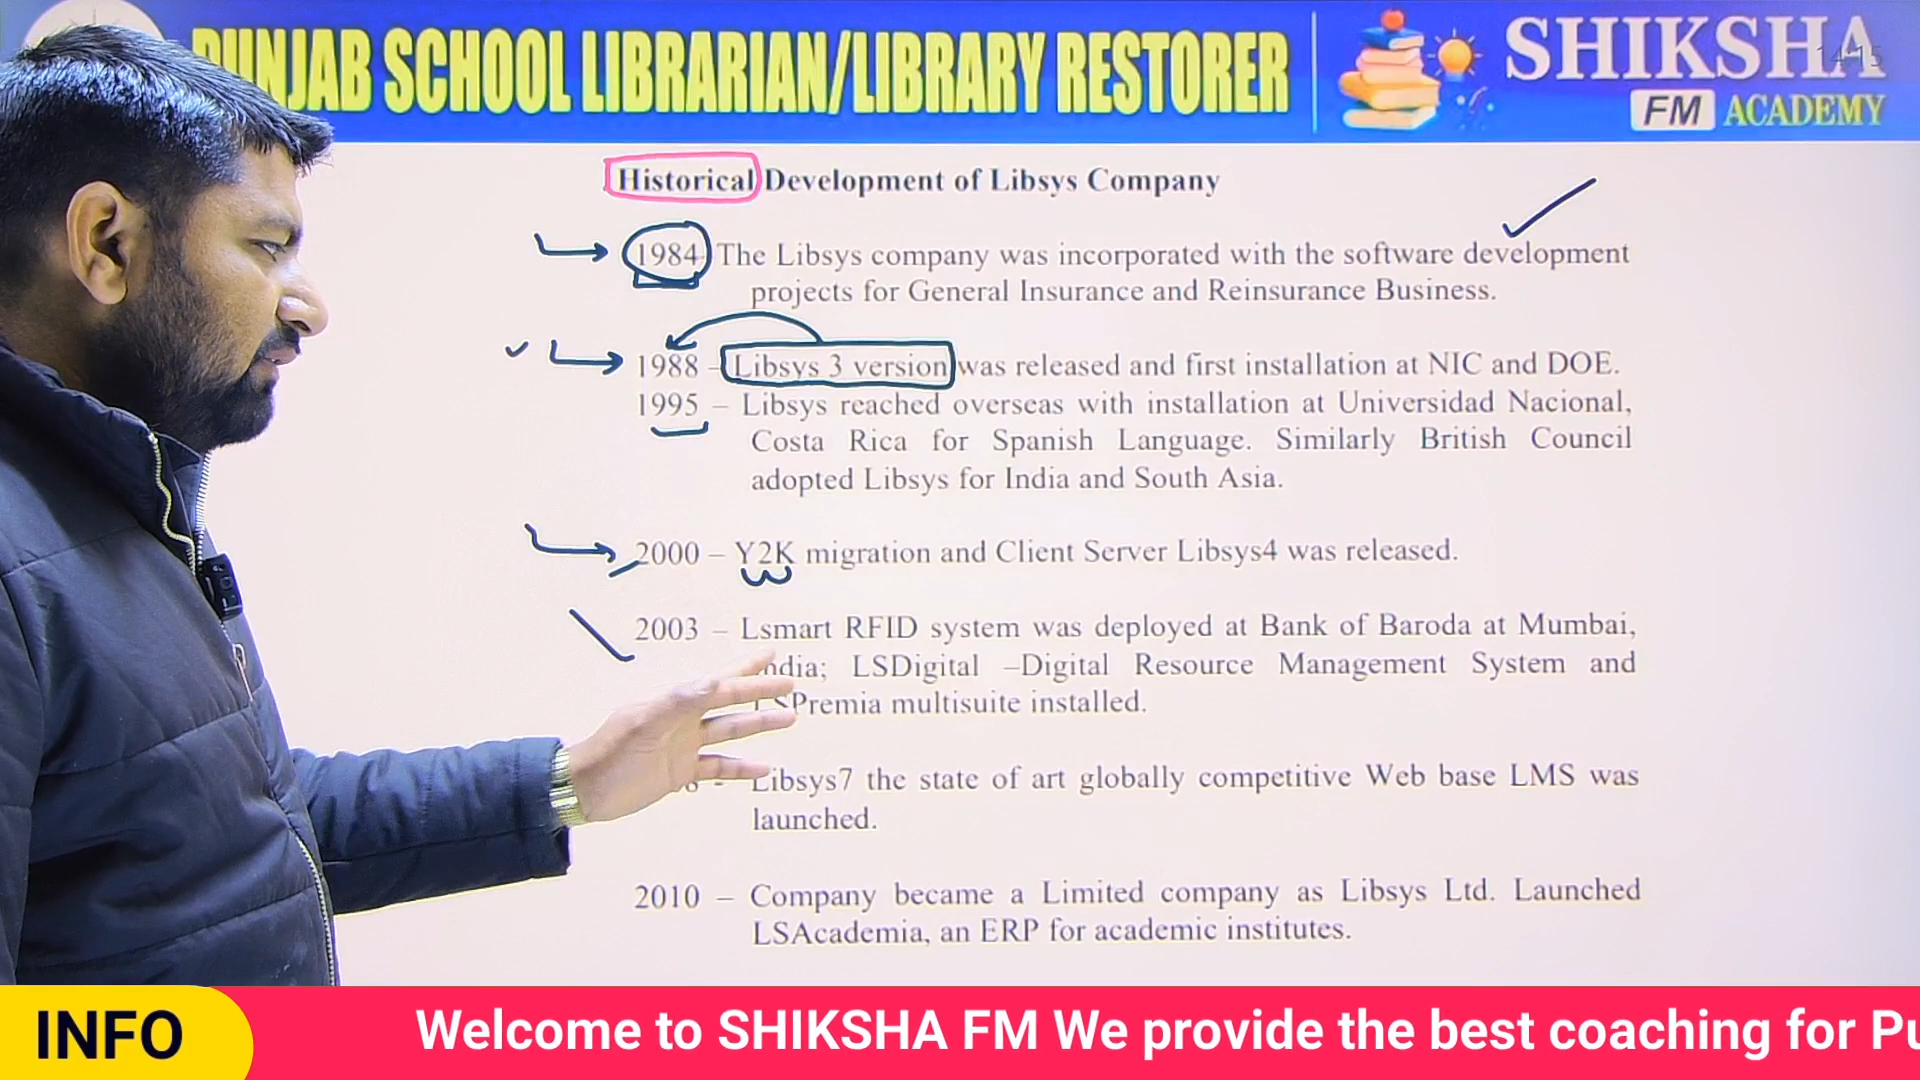 PUNJAB SCHOOL LIBRARIAN/LIBRARY RESTORER
SHIKSHA
FM ACADEMY
14:15
Historical Development of Libsys Company
1984 The Libsys company was incorporated with the software development
projects for General Insurance and Reinsurance Business.
1988 – Libsys 3 version was released and first installation at NIC and DOE.
1995 – Libsys reached overseas with installation at Universidad Nacional,
Costa Rica for Spanish Language. Similarly British Council
adopted Libsys for India and South Asia.
2000 – Y2K migration and Client Server Libsys4 was released.
2003 – Lsmart RFID system was deployed at Bank of Baroda at Mumbai,
ndia; LSDigital –Digital Resource Management System and
LSPremia multisuite installed.
8 - Libsys7 the state of art globally competitive Web base LMS was
launched.
2010 – Company became a Limited company as Libsys Ltd. Launched
LSAcademia, an ERP for academic institutes.
INFO
Welcome to SHIKSHA FM We provide the best coaching for Pu